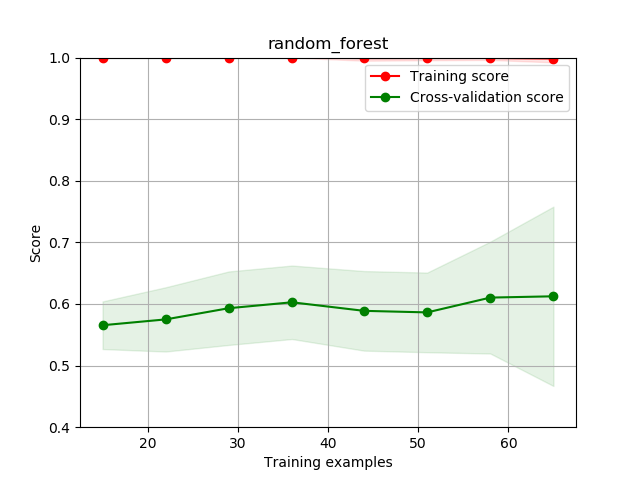 random_forest
1.0
0.9
0.8
0.7
0.6
0.5
0.4
Score
Training score
Cross-validation score
20 30 40 50 60
Training examples